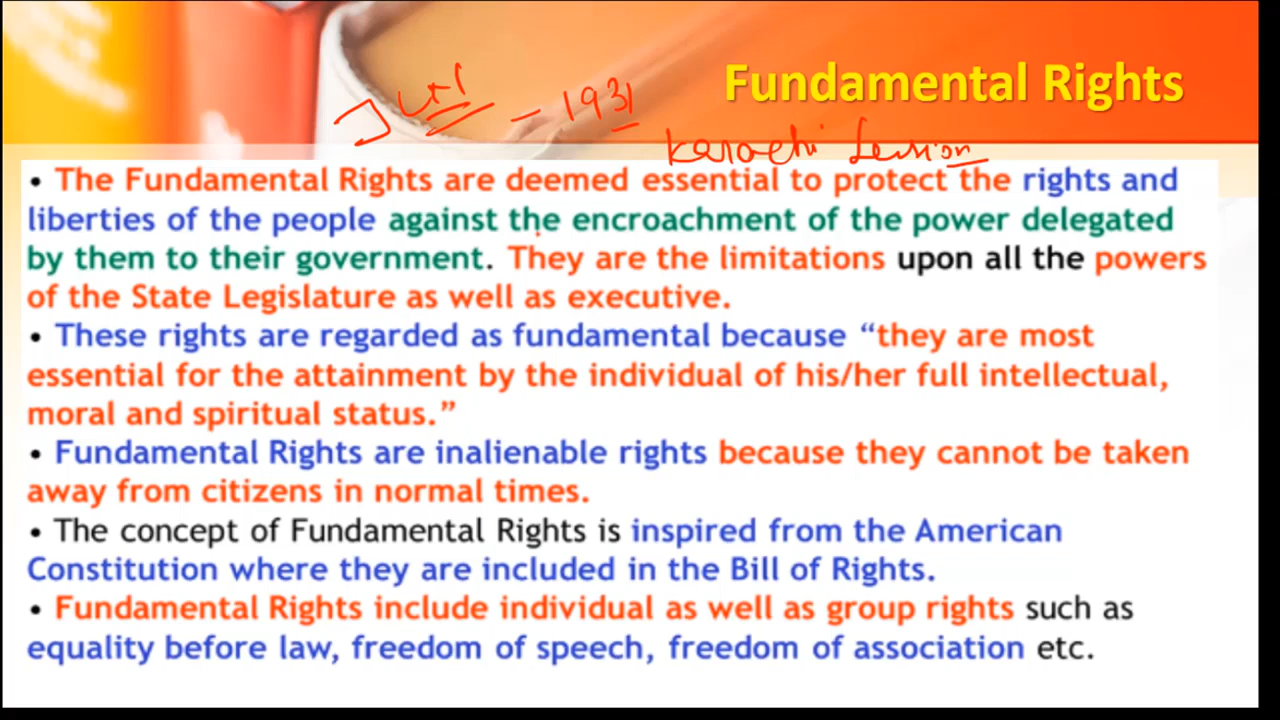 Fundamental Rights
- 1931
Karachi Session
• The Fundamental Rights are deemed essential to protect the rights and
liberties of the people against the encroachment of the power delegated
by them to their government. They are the limitations upon all the powers
of the State Legislature as well as executive.
• These rights are regarded as fundamental because “they are most
essential for the attainment by the individual of his/her full intellectual,
moral and spiritual status.”
• Fundamental Rights are inalienable rights because they cannot be taken
away from citizens in normal times.
• The concept of Fundamental Rights is inspired from the American
Constitution where they are included in the Bill of Rights.
• Fundamental Rights include individual as well as group rights such as
equality before law, freedom of speech, freedom of association etc.